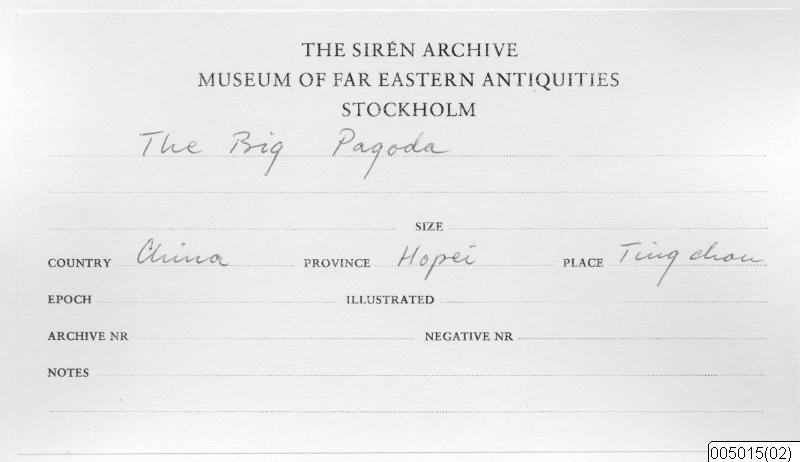 THE SIRÉN ARCHIVE
MUSEUM OF FAR EASTERN ANTIQUITIES
STOCKHOLM
The Big Pagoda
SIZE
COUNTRY China PROVINCE Hopei PLACE Tingchou
EPOCH ILLUSTRATED
ARCHIVE NR NEGATIVE NR
NOTES
005015(02)